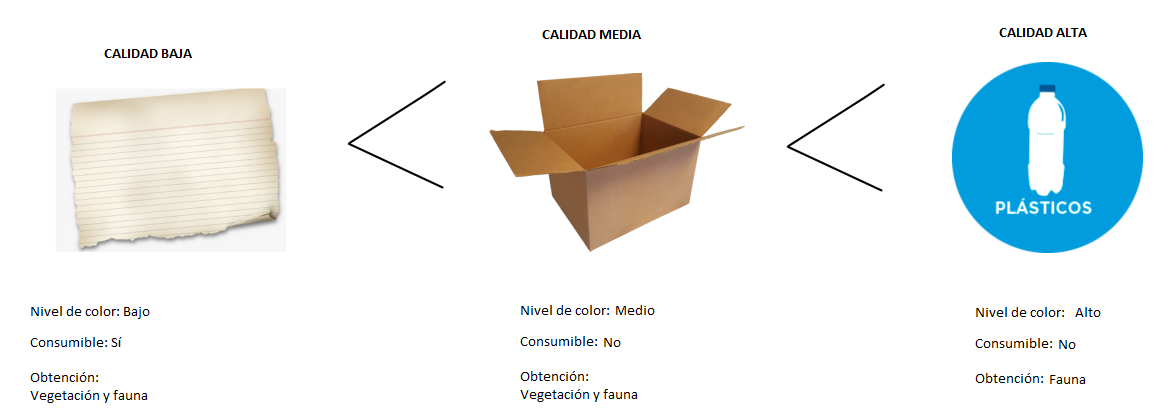 CALIDAD BAJA
Nivel de color: Bajo
Consumible: Sí
Obtención:
Vegetación y fauna
CALIDAD MEDIA
Nivel de color: Medio
Consumible: No
Obtención:
Vegetación y fauna
CALIDAD ALTA
PLÁSTICOS
Nivel de color: Alto
Consumible: No
Obtención: Fauna